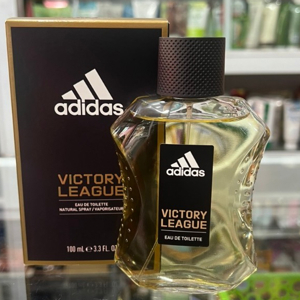 adidas
VICTORY
LEAGUE
EAU DE TOILETTE
NATURAL SPRAY / VAPORISATEUR
100 mL e 3.3 FL. OZ
adidas
VICTORY
LEAGUE
EAU DE TOILETTE